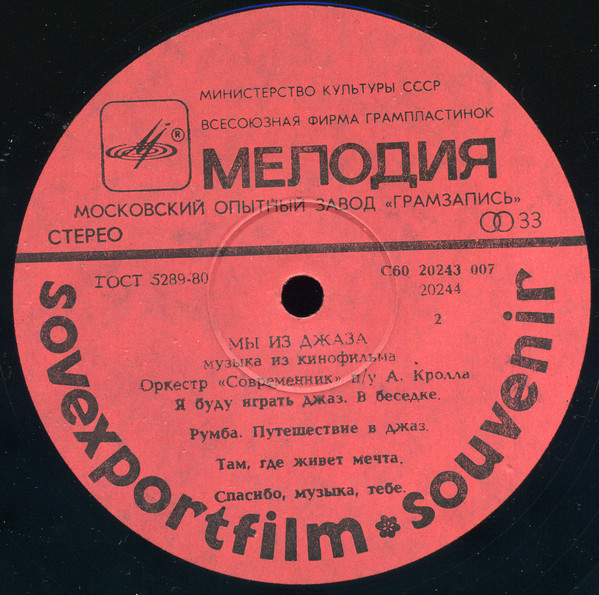 МИНИСТЕРСТВО КУЛЬТУРЫ СССР
ВСЕСОЮЗНАЯ ФИРМА ГРАМПЛАСТИНОК
®
МЕЛОДИЯ
МОСКОВСКИЙ ОПЫТНЫЙ ЗАВОД «ГРАМЗАПИСЬ»
СТЕРЕО
33
ГОСТ 5289-80
С60 20243 007
20244
2
МЫ ИЗ ДЖАЗА
музыка из кинофильма
Оркестр «Современник» п/у А. Кролла
Я буду играть джаз. В беседке.
Румба. Путешествие в джаз.
Там, где живет мечта.
Спасибо, музыка, тебе.
sovexportfilm souvenir